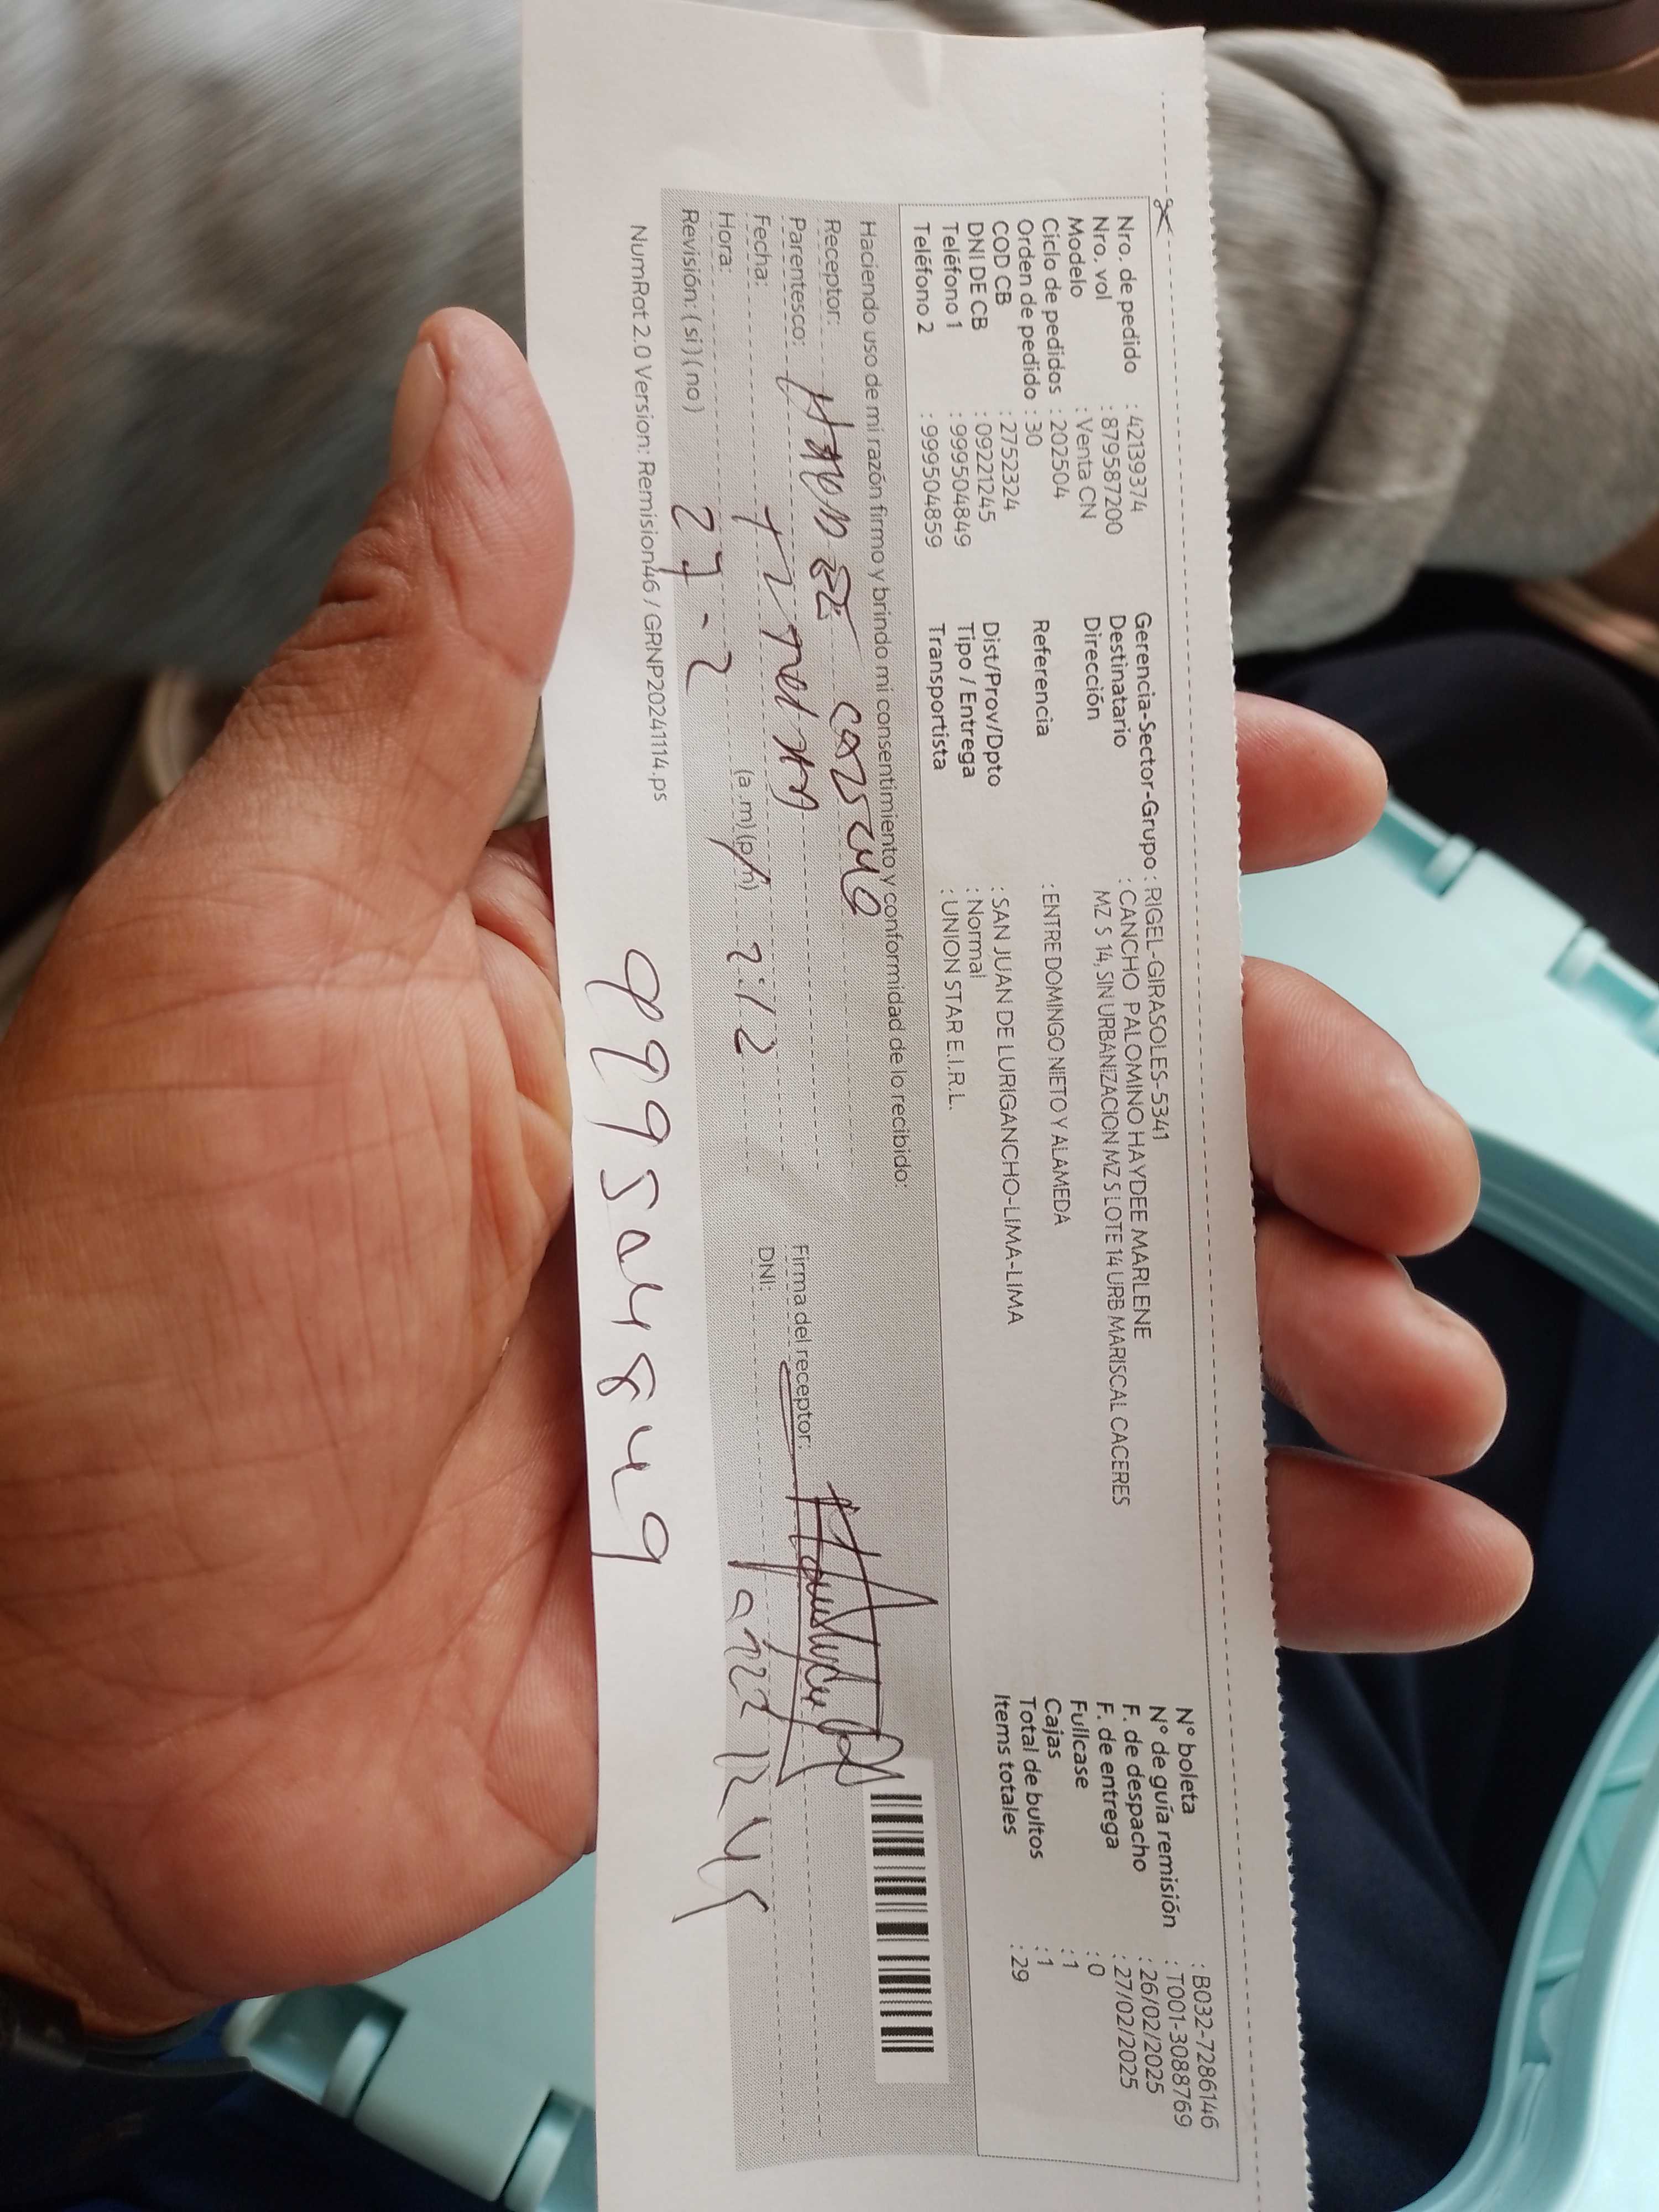 Nro. de pedido : 42139374
Nro. vol : 879587200
Modelo : Venta CN
Ciclo de pedidos : 202504
Orden de pedido : 30
COD CB : 2752324
DNI DE CB : 09221245
Teléfono 1 : 999504849
Teléfono 2 : 999504859
Gerencia-Sector-Grupo : RIGEL-GIRASOLES-5341
Destinatario : CANCHO PALOMINO HAYDEE MARLENE
Dirección MZ S 14, SIN URBANIZACION MZ S LOTE 14 URB MARISCAL CACERES
Referencia : ENTRE DOMINGO NIETO Y ALAMEDA
Dist/Prov/Dpto : SAN JUAN DE LURIGANCHO-LIMA-LIMA
Tipo / Entrega : Normal
Transportista : UNION STAR E.I.R.L.
N° boleta : B032-7286146
N° de guía remisión : T001-3088769
F. de despacho : 26/02/2025
F. de entrega : 27/02/2025
Fullcase : 0
Cajas : 1
Total de bultos : 1
Items totales : 29
Haciendo uso de mi razón firmo y brindo mi consentimiento y conformidad de lo recibido:
Receptor:
Parentesco:
Fecha: 27-2
Hora: (a.m)(p.m) 2:12
Revisión: (si)(no)
Firma del receptor:
DNI: 09221245
NumRot 2.0 Version: Remision46 / GRNP20241114.ps
999504849